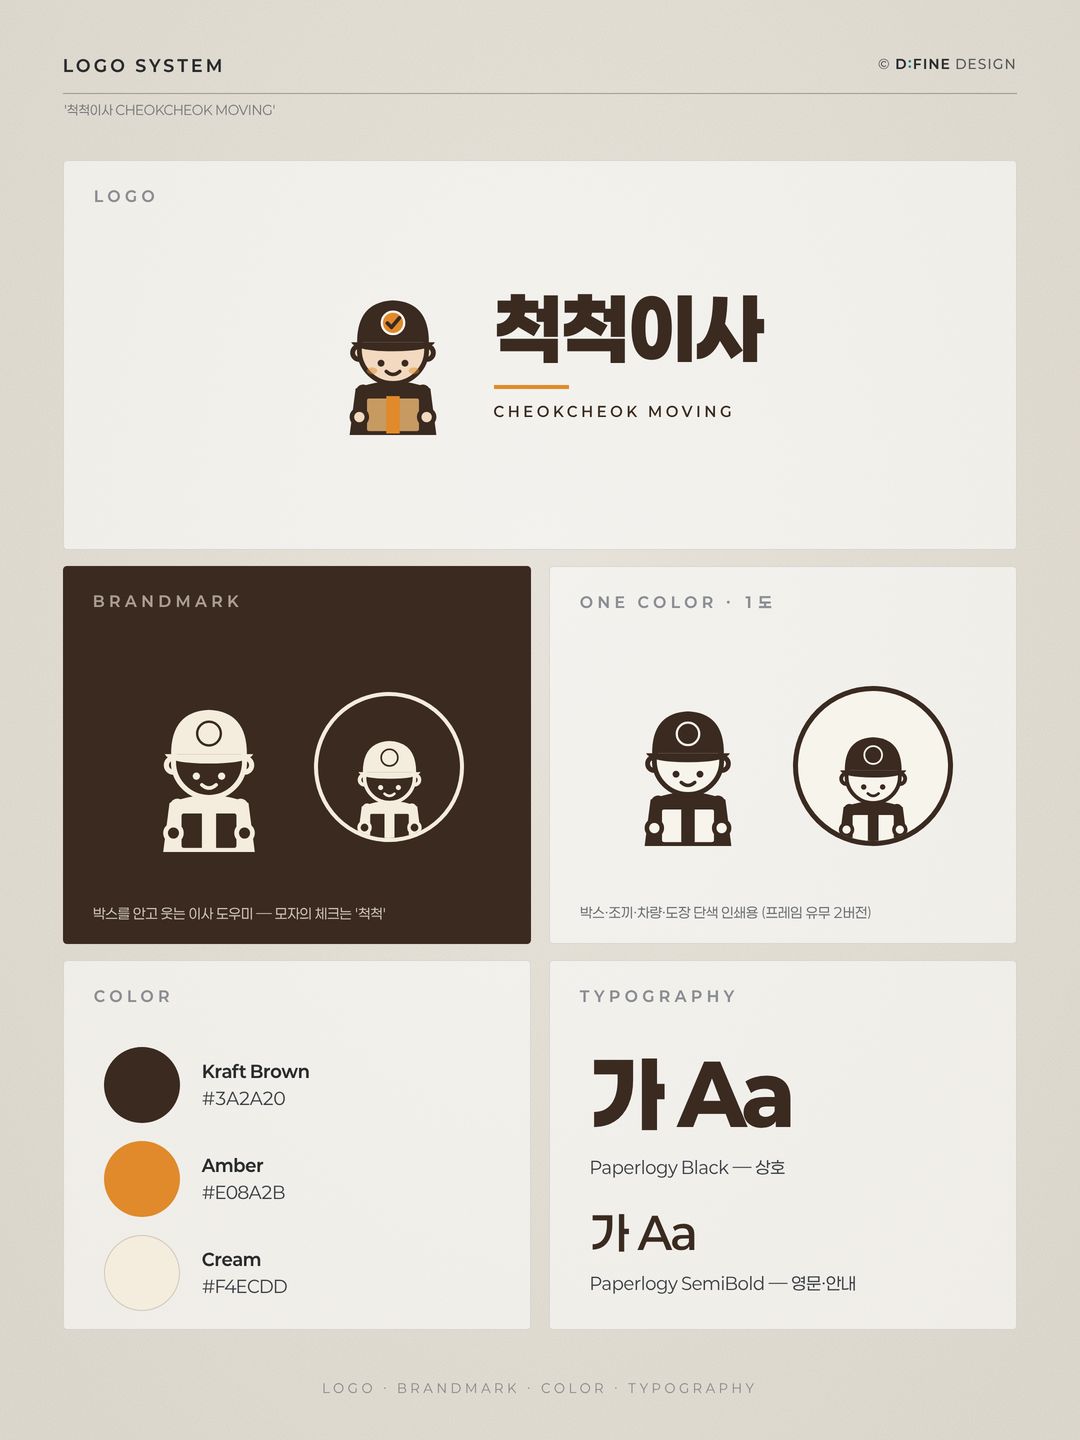 LOGO SYSTEM
© D:FINE DESIGN
'척척이사 CHEOKCHEOK MOVING'
LOGO
척척이사
CHEOKCHEOK MOVING
BRANDMARK
박스를 안고 웃는 이사 도우미 — 모자의 체크는 '척척'
ONE COLOR · 1도
박스·조끼·차량·도장 단색 인쇄용 (프레임 유무 2버전)
COLOR
Kraft Brown
#3A2A20
Amber
#E08A2B
Cream
#F4ECDD
TYPOGRAPHY
가 Aa
Paperlogy Black — 상호
가 Aa
Paperlogy SemiBold — 영문·안내
LOGO · BRANDMARK · COLOR · TYPOGRAPHY